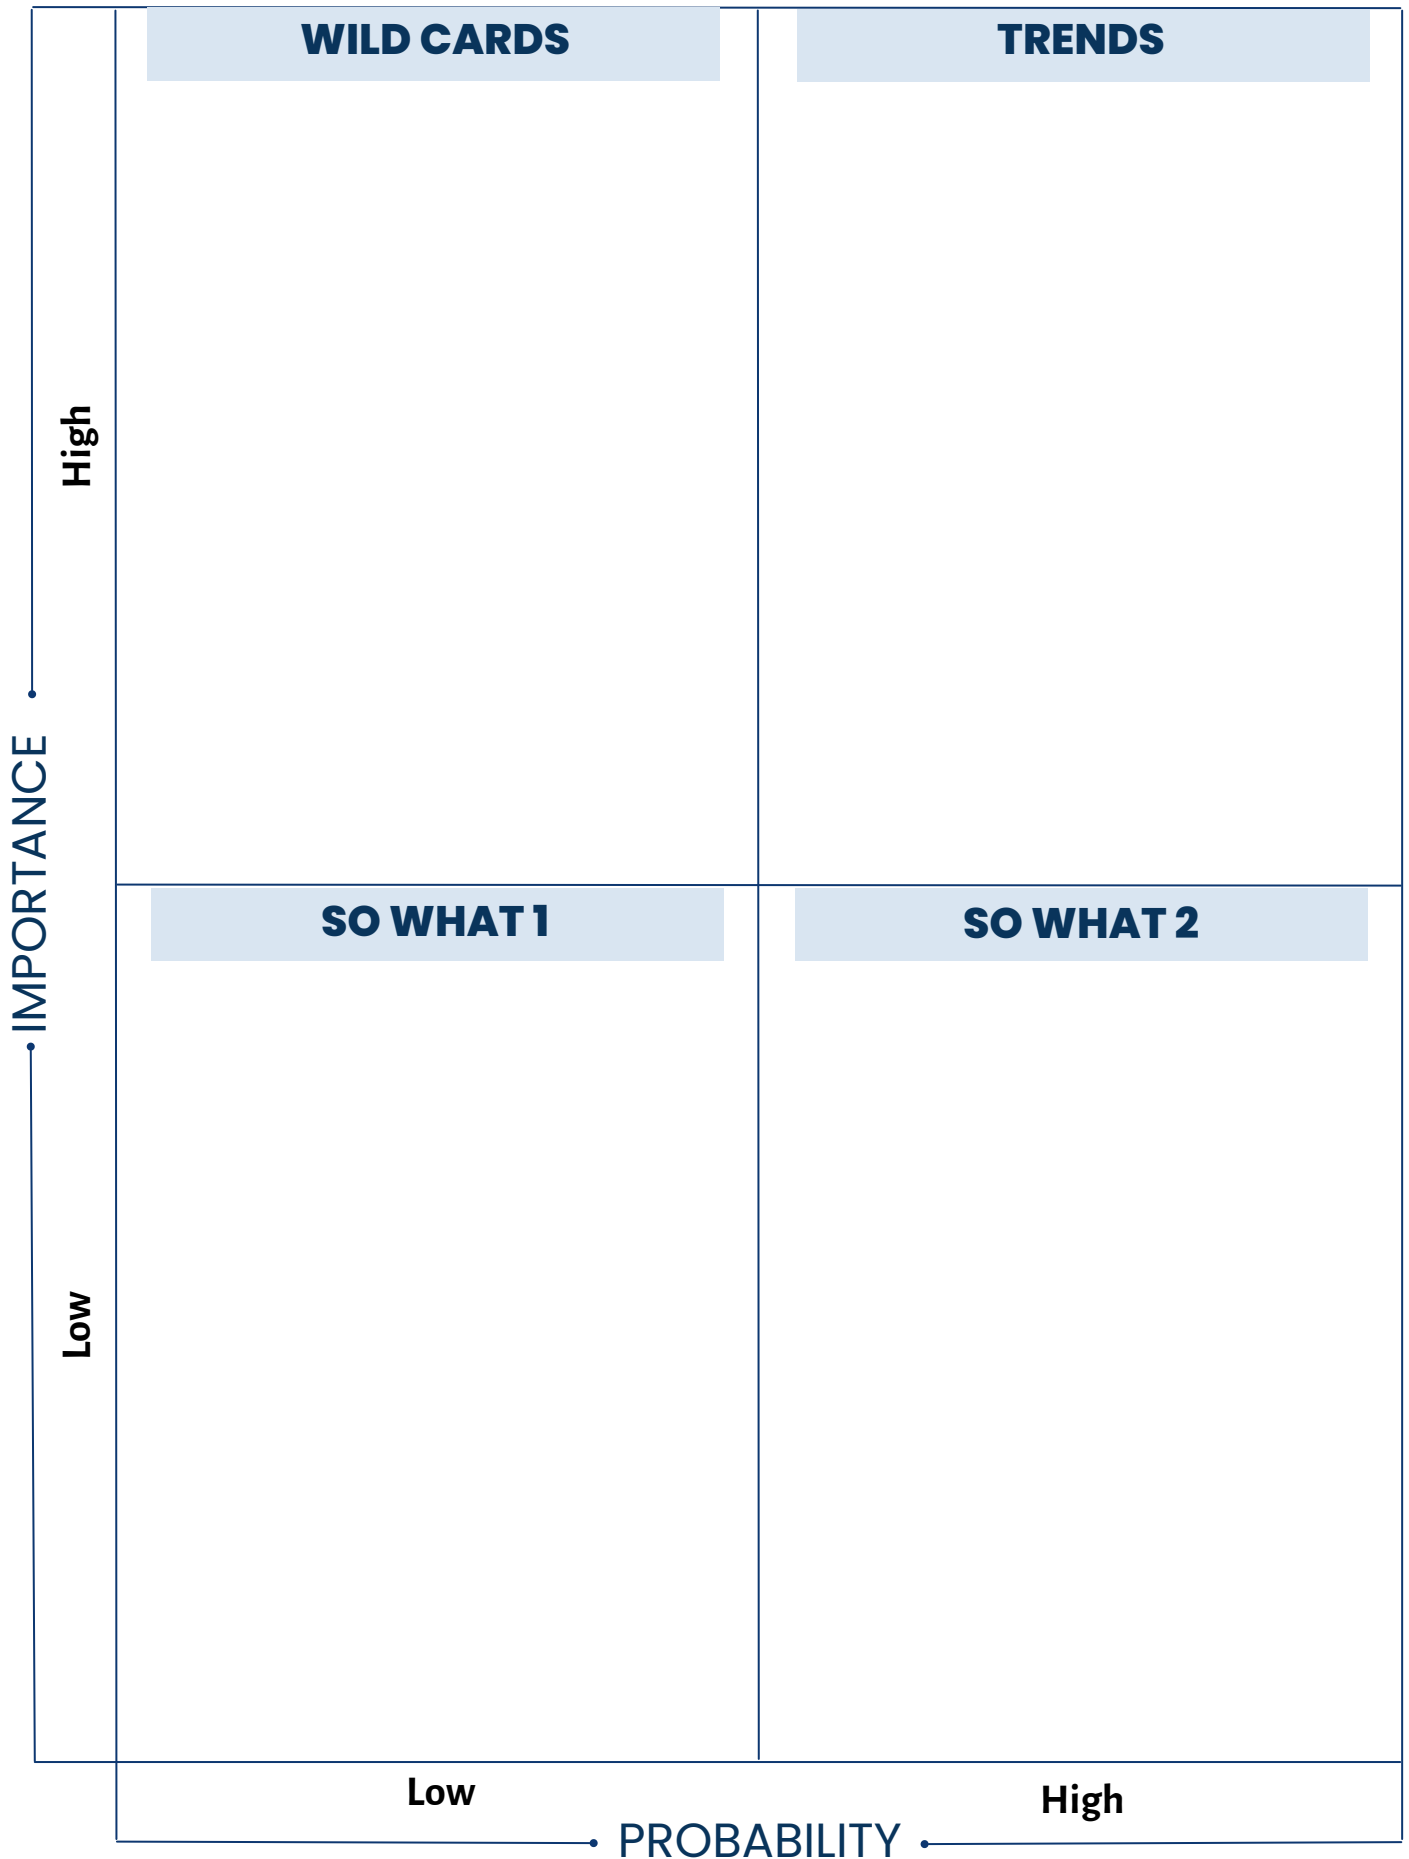 WILD CARDS
TRENDS
High
IMPORTANCE
SO WHAT 1
SO WHAT 2
Low
Low
High
PROBABILITY